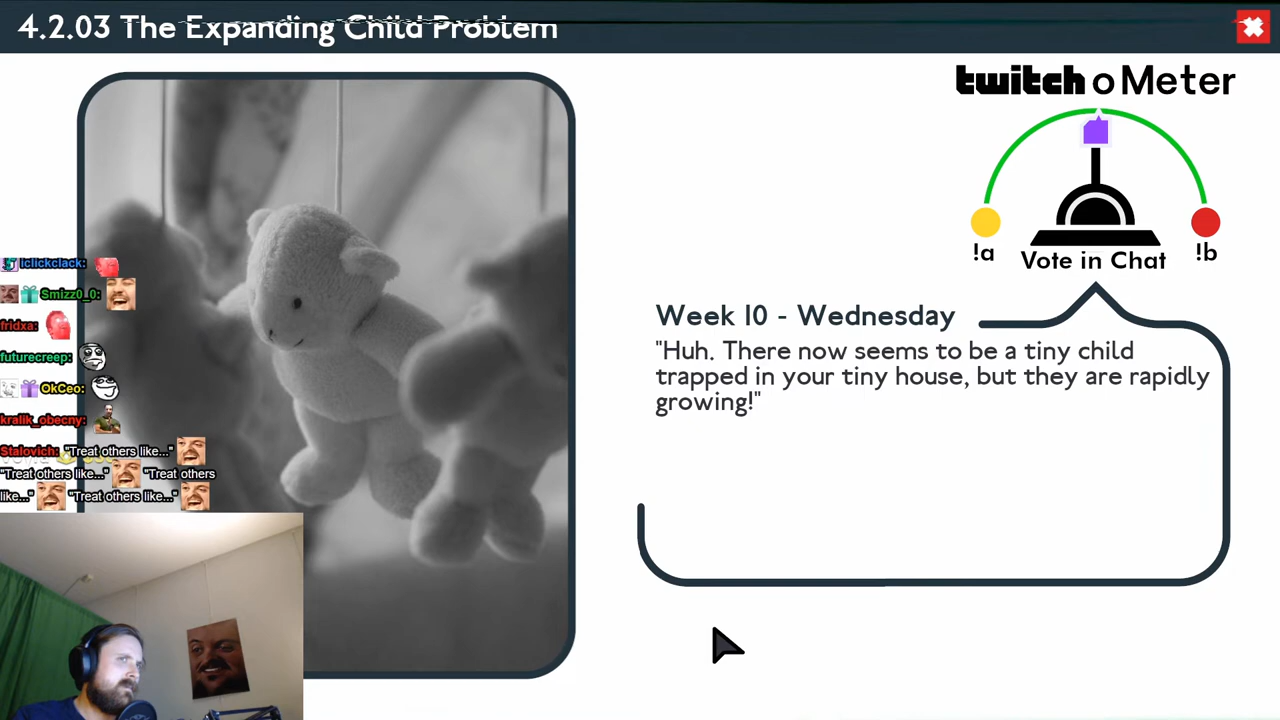 4.2.03 The Expanding Child Problem
twitch o Meter
!a
Vote in Chat
!b
Week 10 - Wednesday
"Huh. There now seems to be a tiny child
trapped in your tiny house, but they are rapidly
growing!"
iclickclack:
Smizz0_0:
fridxa:
futurecreep:
OkCeo:
kralik_obecny:
Stalovich: "Treat others like..."
"Treat others like..." "Treat others
like..." "Treat others like..."